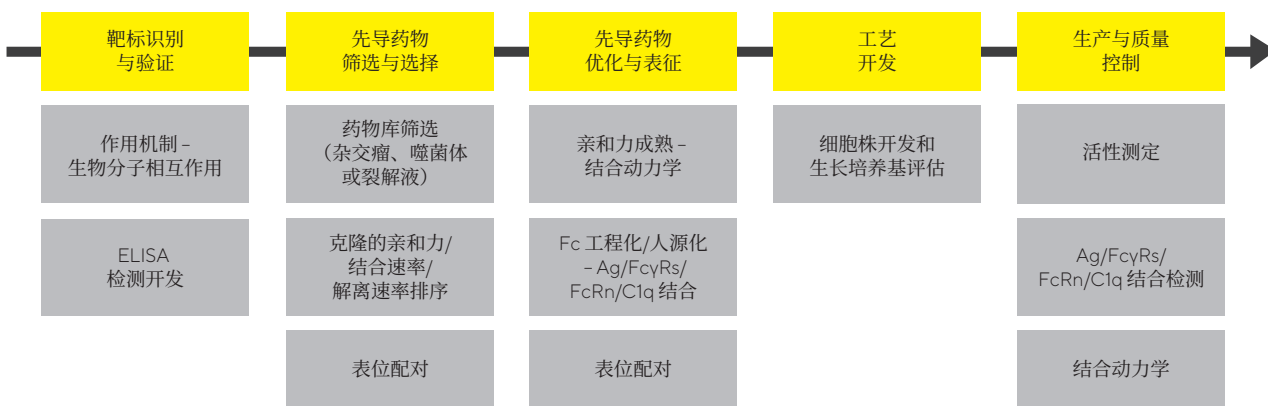 靶标识别
与验证
先导药物
筛选与选择
先导药物
优化与表征
工艺
开发
生产与质量
控制
作用机制 –
生物分子相互作用
药物库筛选
（杂交瘤、噬菌体
或裂解液）
亲和力成熟 –
结合动力学
细胞株开发和
生长培养基评估
活性测定
ELISA
检测开发
克隆的亲和力/
结合速率/
解离速率排序
Fc 工程化/人源化
– Ag/FcγRs/
FcRn/C1q 结合
Ag/FcγRs/
FcRn/C1q 结合检测
表位配对
表位配对
结合动力学